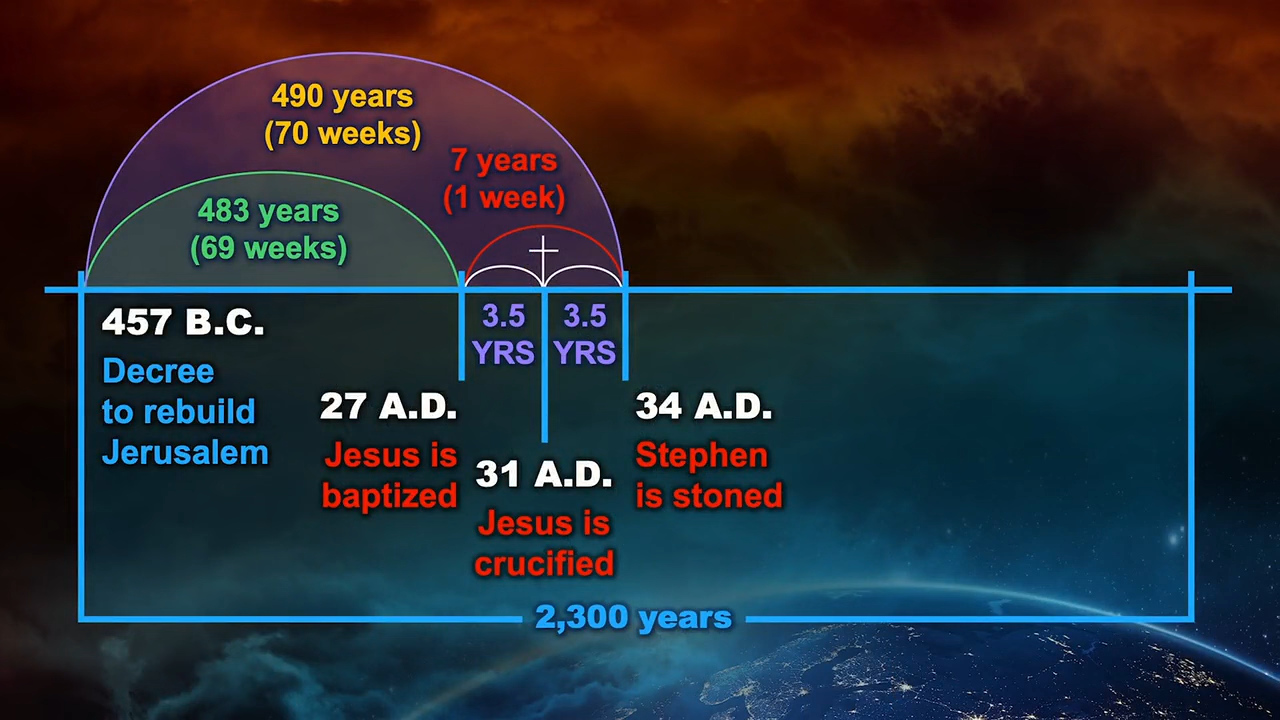 490 years
(70 weeks)
7 years
(1 week)
483 years
(69 weeks)
457 B.C.
Decree
to rebuild
Jerusalem
3.5
YRS
3.5
YRS
27 A.D.
Jesus is
baptized
31 A.D.
Jesus is
crucified
34 A.D.
Stephen
is stoned
2,300 years